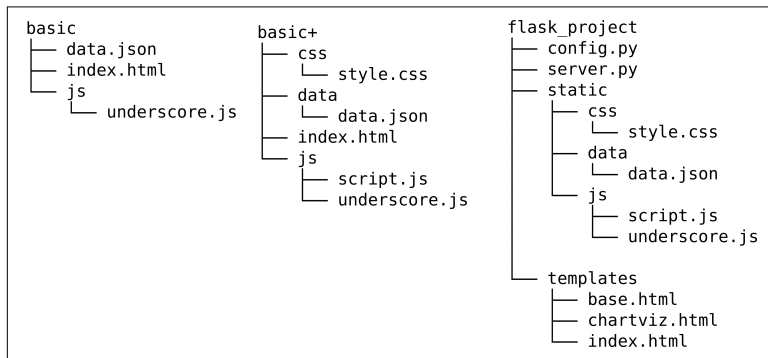 basic
data.json
index.html
js
underscore.js
basic+
css
style.css
data
data.json
index.html
js
script.js
underscore.js
flask_project
config.py
server.py
static
css
style.css
data
data.json
js
script.js
underscore.js
templates
base.html
chartviz.html
index.html